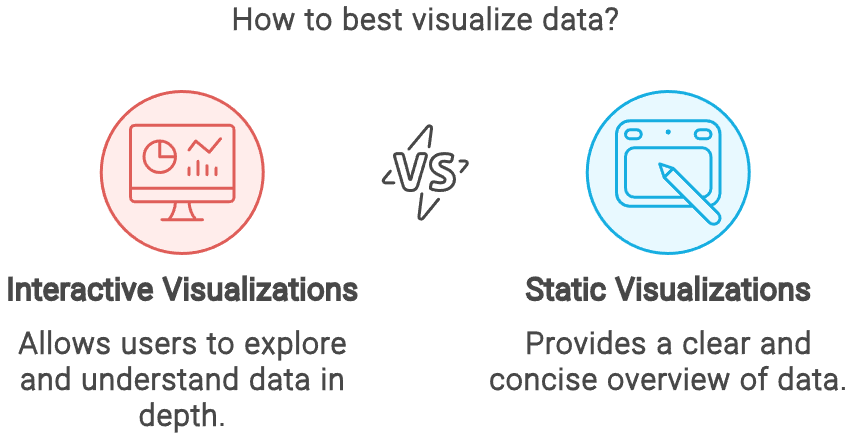 How to best visualize data?
VS
Interactive Visualizations
Static Visualizations
Allows users to explore
and understand data in
depth.
Provides a clear and
concise overview of data.